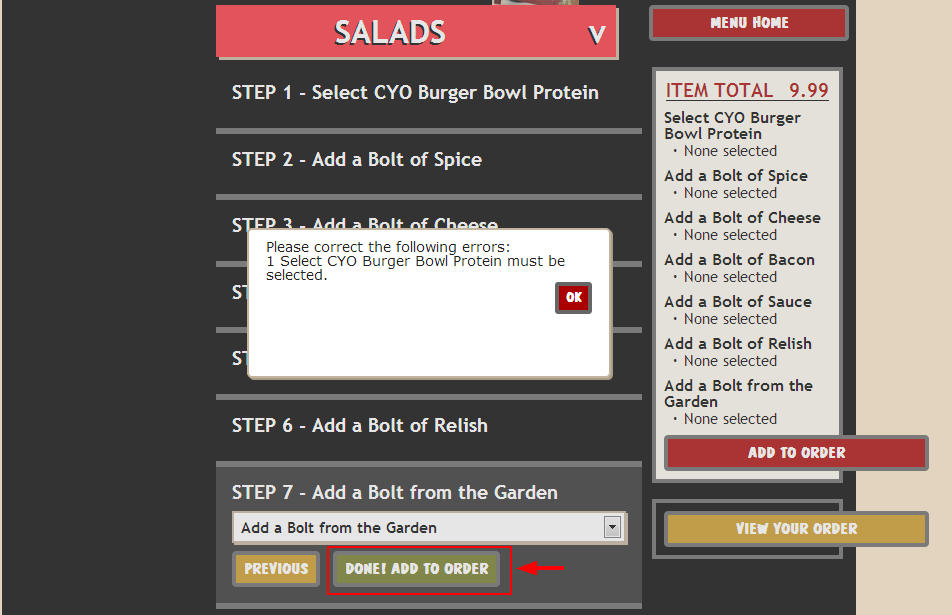 SALADS V
STEP 1 - Select CYO Burger Bowl Protein
STEP 2 - Add a Bolt of Spice
STEP 3 - Add a Bolt of Cheese
Please correct the following errors:
1 Select CYO Burger Bowl Protein must be
selected.
OK
ST
ST
STEP 6 - Add a Bolt of Relish
STEP 7 - Add a Bolt from the Garden
Add a Bolt from the Garden
PREVIOUS
DONE! ADD TO ORDER
MENU HOME
ITEM TOTAL 9.99
Select CYO Burger
Bowl Protein
· None selected
Add a Bolt of Spice
· None selected
Add a Bolt of Cheese
· None selected
Add a Bolt of Bacon
· None selected
Add a Bolt of Sauce
· None selected
Add a Bolt of Relish
· None selected
Add a Bolt from the
Garden
· None selected
ADD TO ORDER
VIEW YOUR ORDER